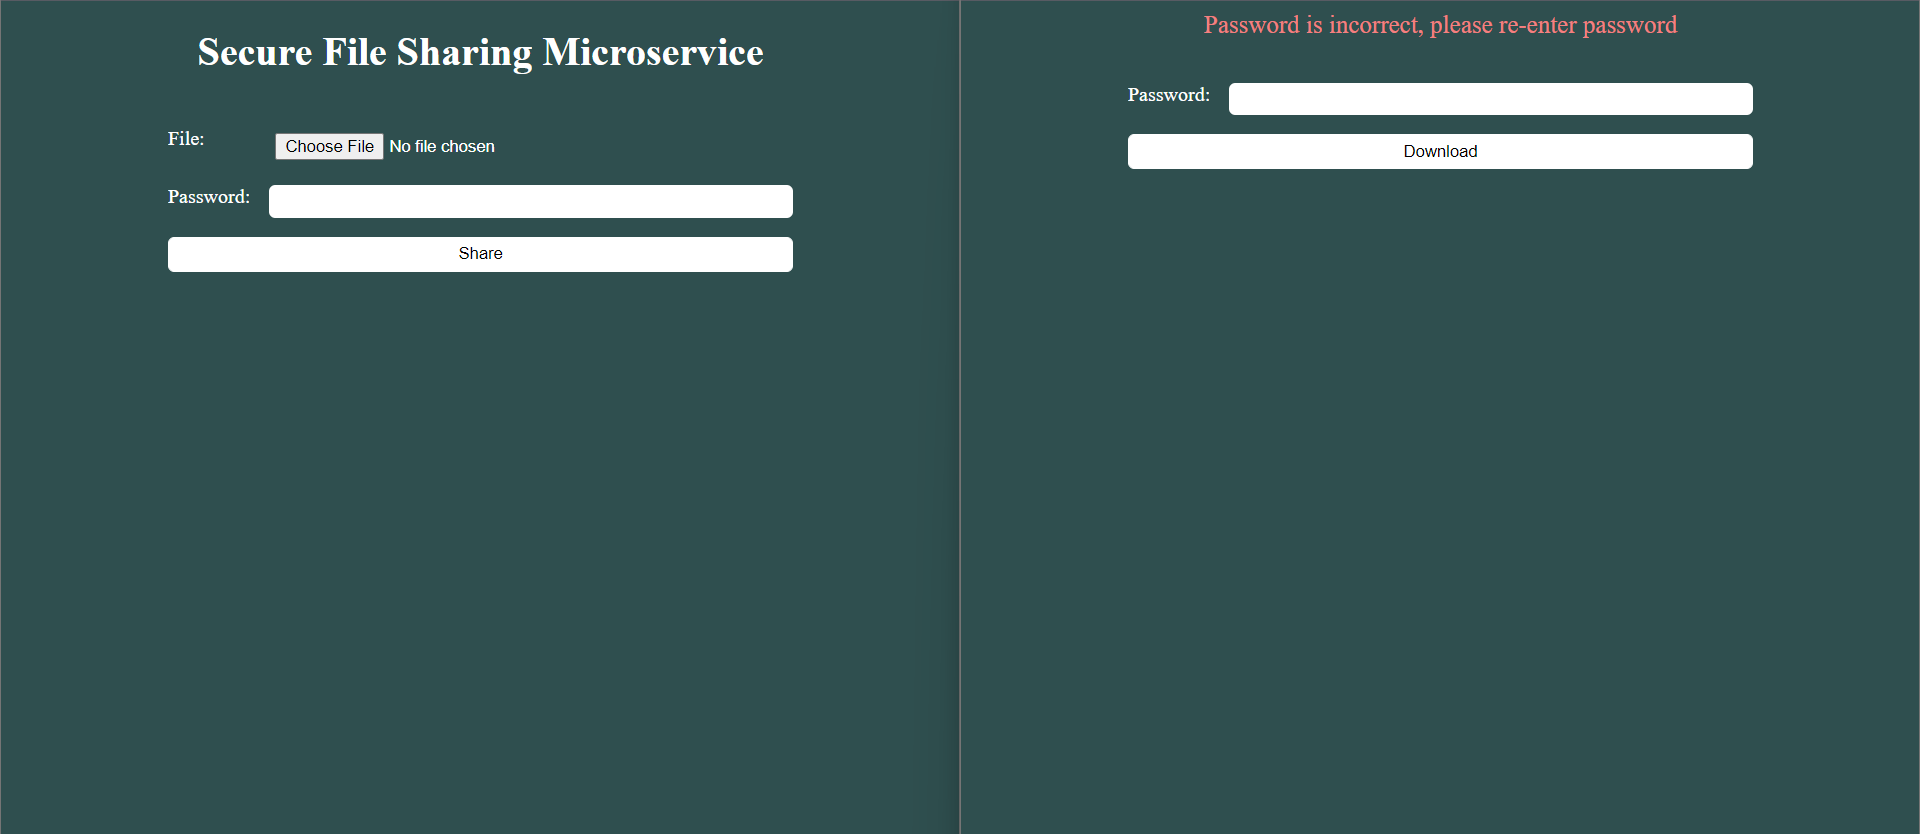 Secure File Sharing Microservice
File:
Choose File No file chosen
Password:
Share
Password is incorrect, please re-enter password
Password:
Download